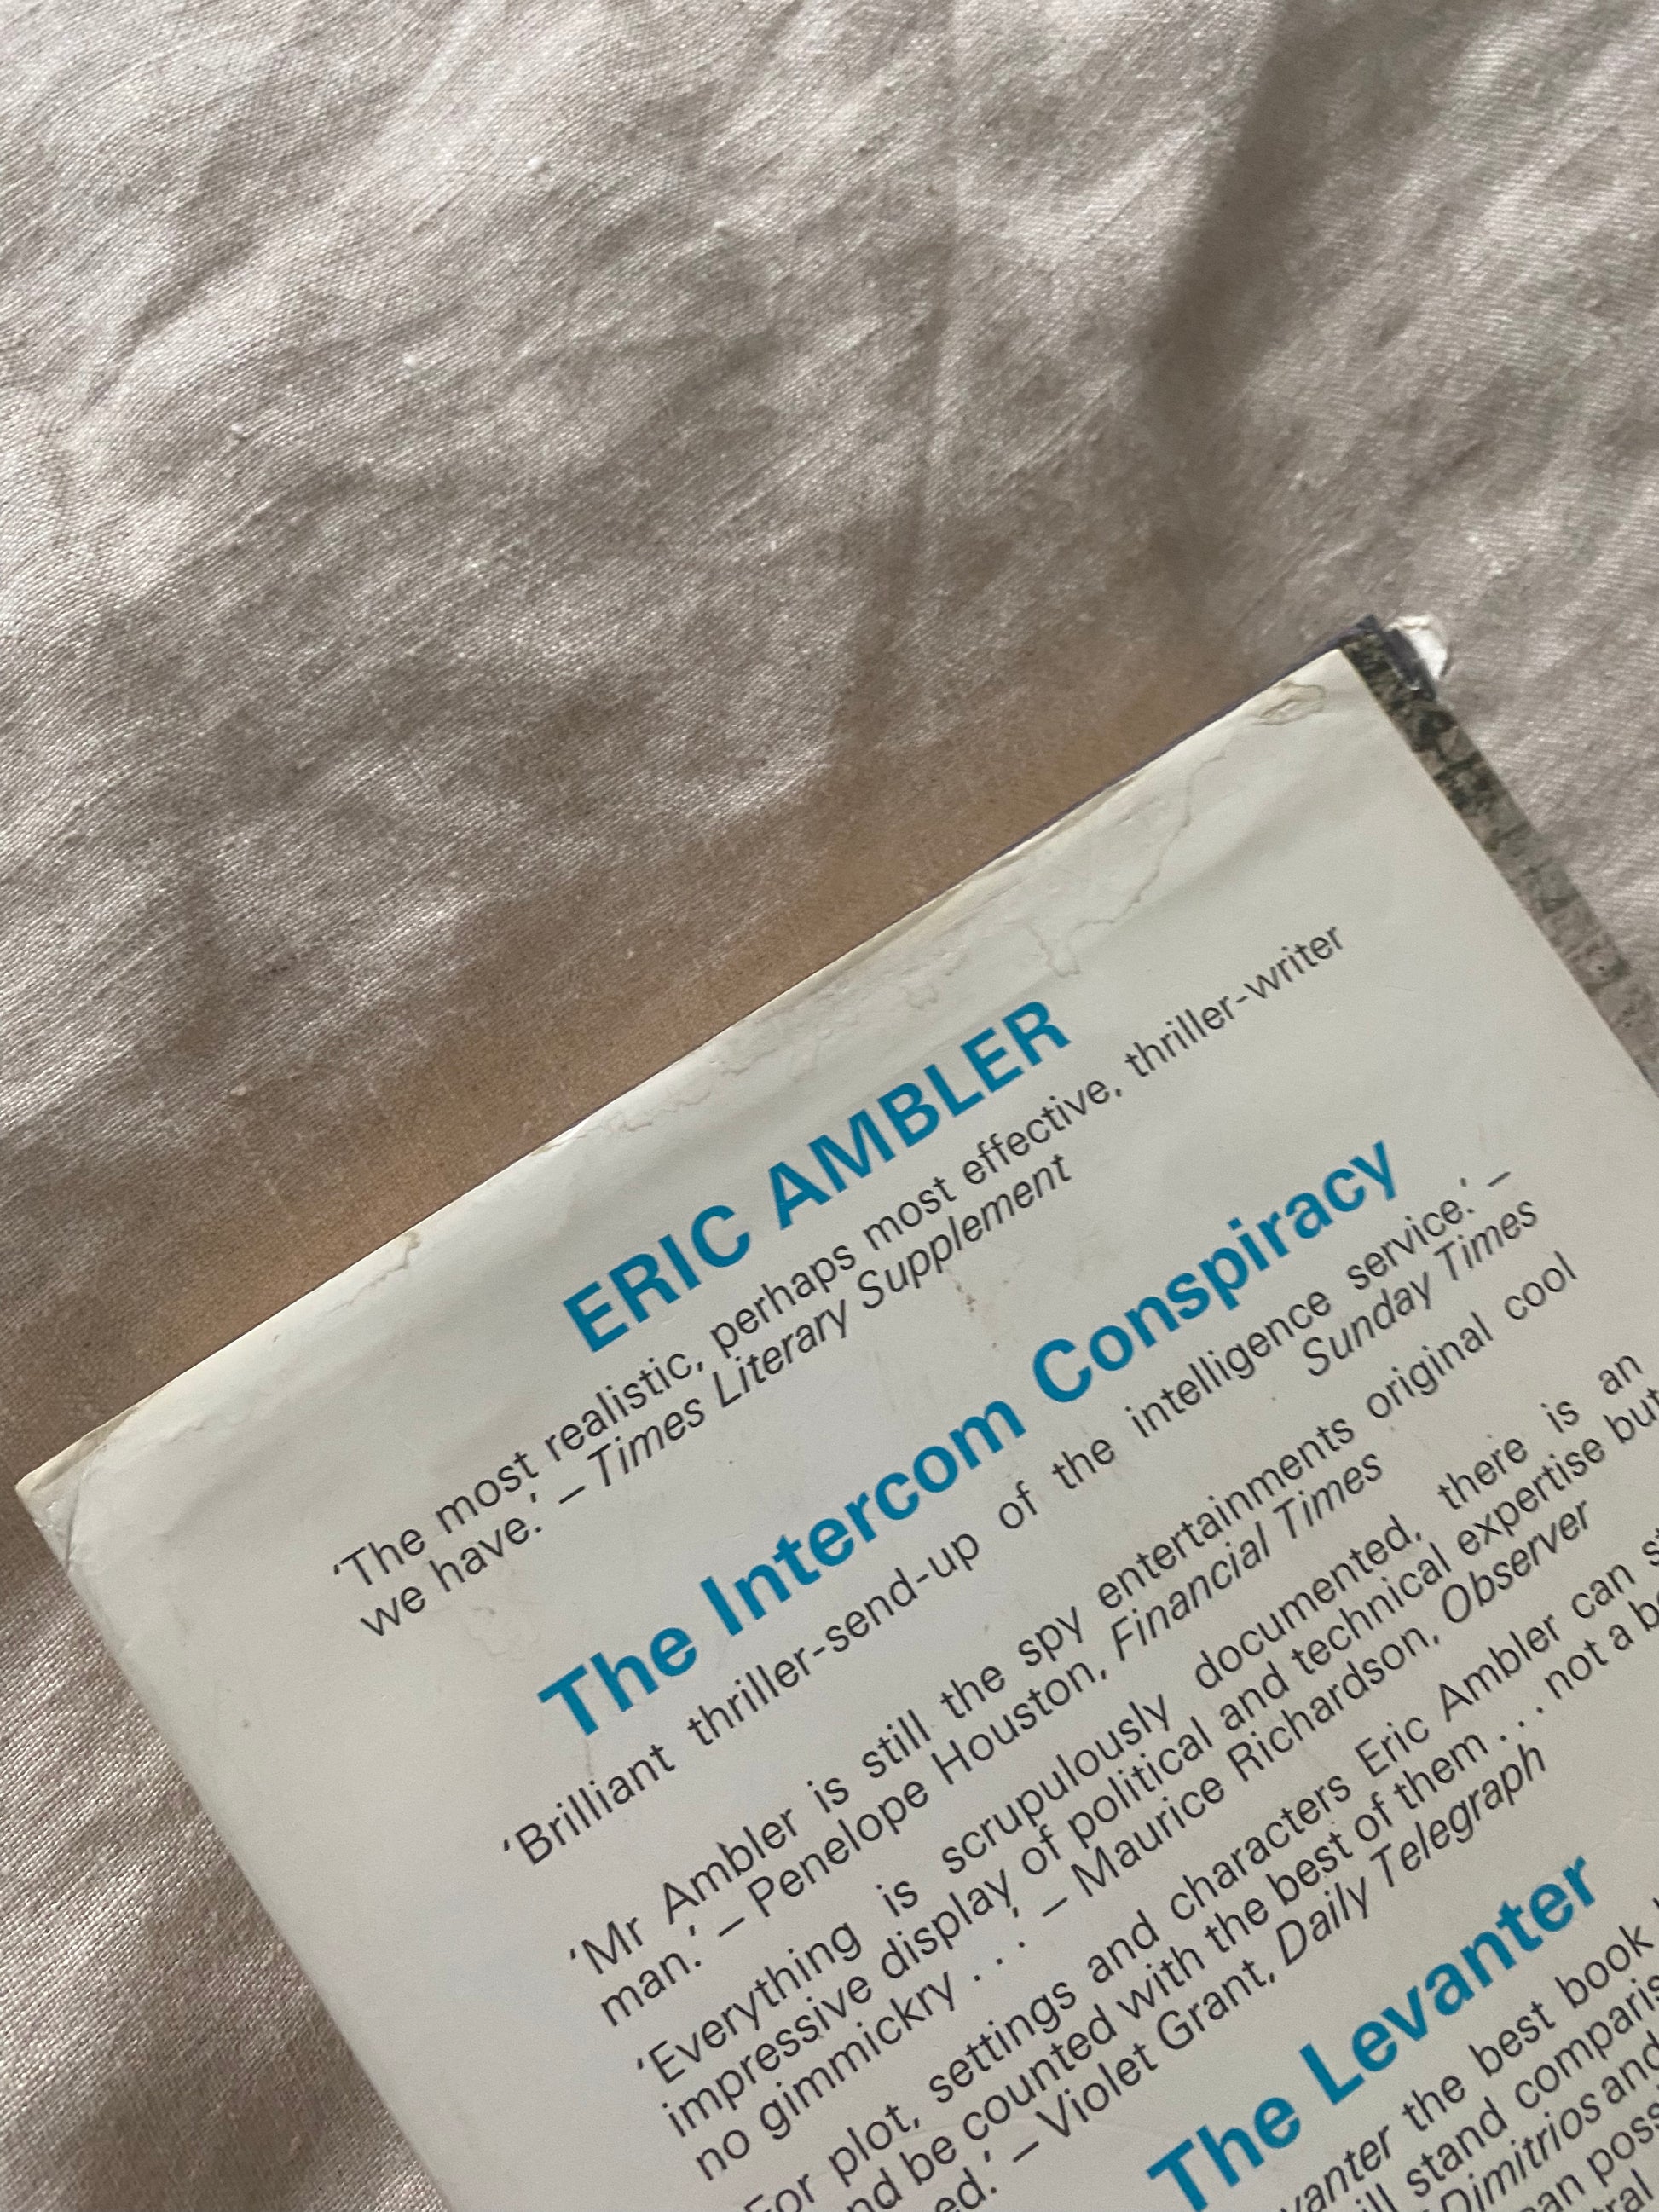 ERIC AMBLER
'The most realistic, perhaps most effective, thriller-writer
we have.' – Times Literary Supplement
The Intercom Conspiracy
'Brilliant thriller-send-up of the intelligence service.' –
Sunday Times
'Mr Ambler is still the spy entertainments original cool
man.' – Penelope Houston, Financial Times
'Everything is scrupulously documented, there is an
impressive display of political and technical expertise but
no gimmickry . . .' – Maurice Richardson, Observer
plot, settings and characters Eric Ambler can
be counted with the best of them . . . not a
– Violet Grant, Daily Telegraph
The Levanter
the best book
stand
Dimitrios and